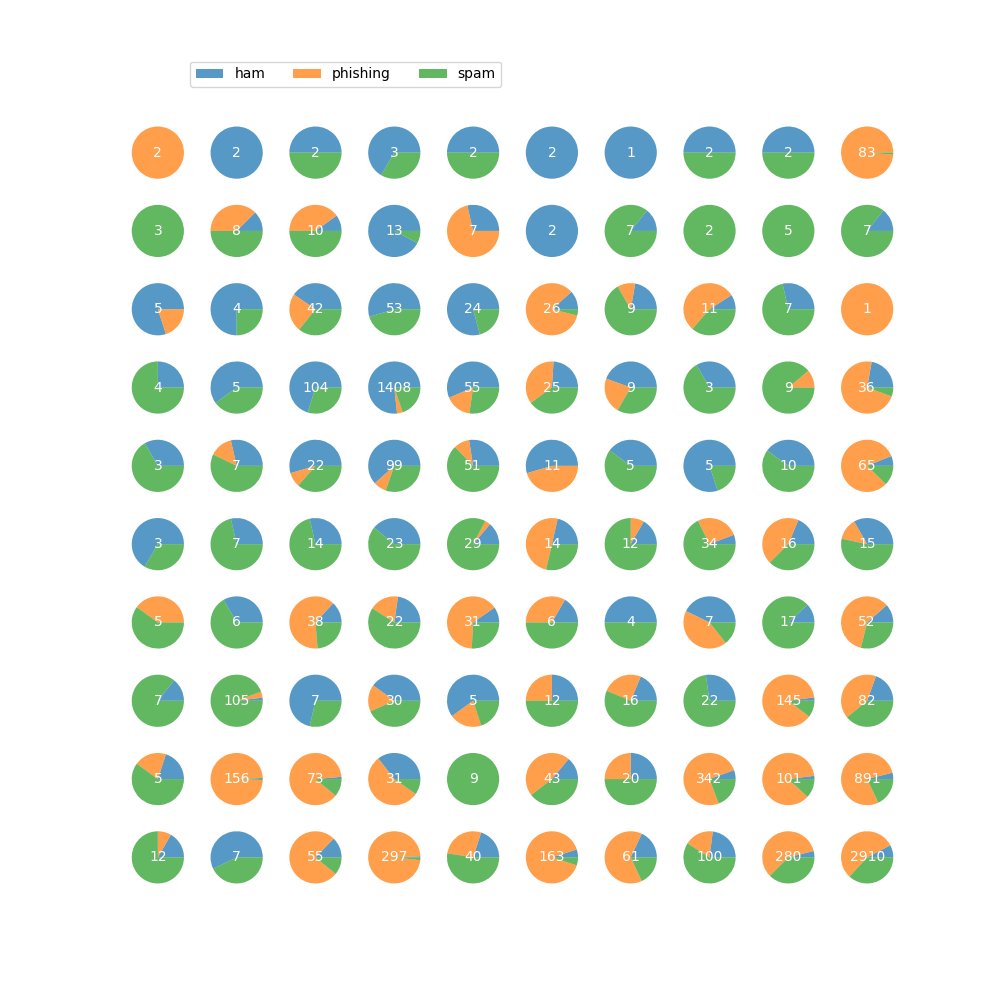 ham phishing spam
2 2 2 3 2 2 1 2 2 83
3 8 10 13 7 2 7 2 5 7
5 4 42 53 24 26 9 11 7 1
4 5 104 1408 55 25 9 3 9 36
3 7 22 99 51 11 5 5 10 65
3 7 14 23 29 14 12 34 16 15
5 6 38 22 31 6 4 7 17 52
7 105 7 30 5 12 16 22 145 82
5 156 73 31 9 43 20 342 101 891
12 7 55 297 40 163 61 100 280 2910